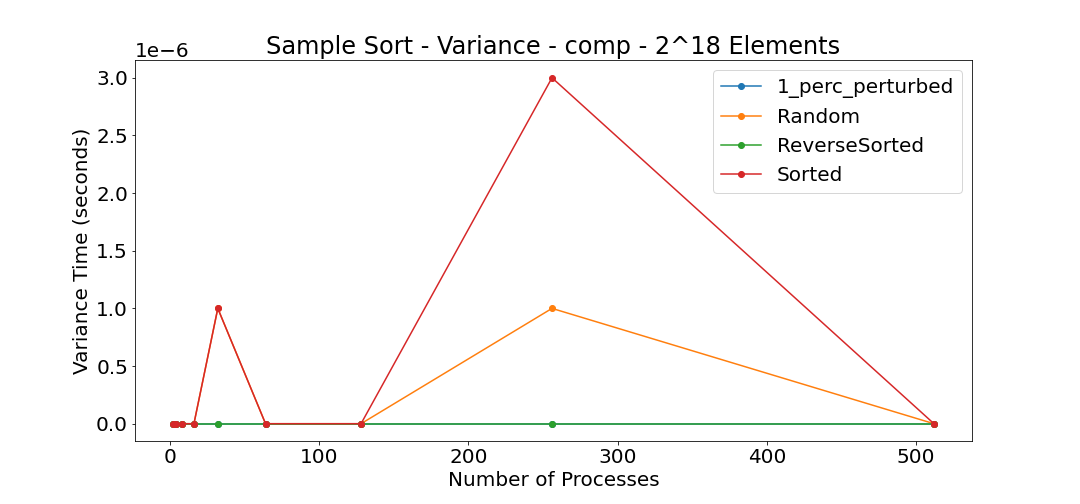 Sample Sort - Variance - comp - 2^18 Elements
1e−6
3.0
2.5
2.0
1.5
1.0
0.5
0.0
Variance Time (seconds)
1_perc_perturbed
Random
ReverseSorted
Sorted
0 100 200 300 400 500
Number of Processes